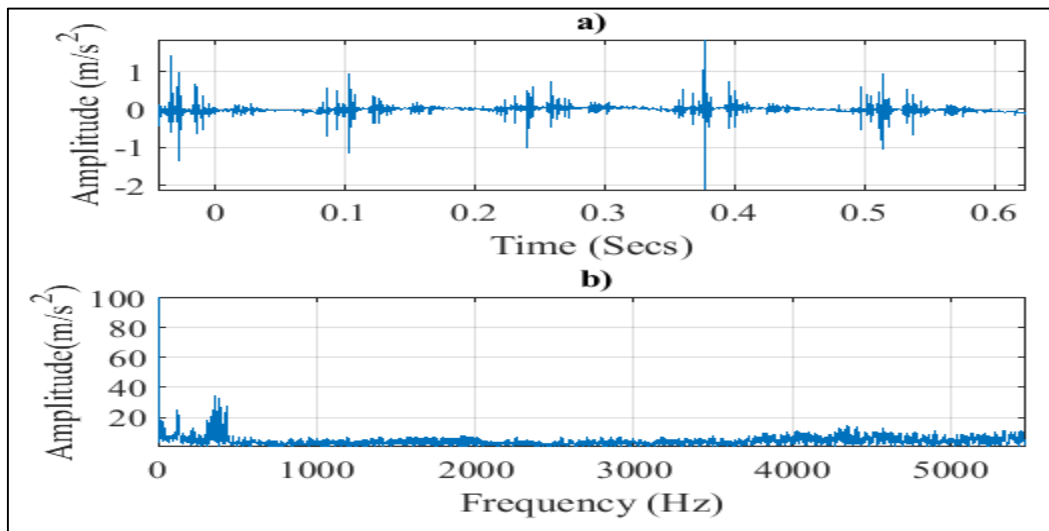 a)
Amplitude (m/s²)
1
0
-1
-2
0 0.1 0.2 0.3 0.4 0.5 0.6
Time (Secs)
b)
Amplitude(m/s²)
100
80
60
40
20
0 1000 2000 3000 4000 5000
Frequency (Hz)